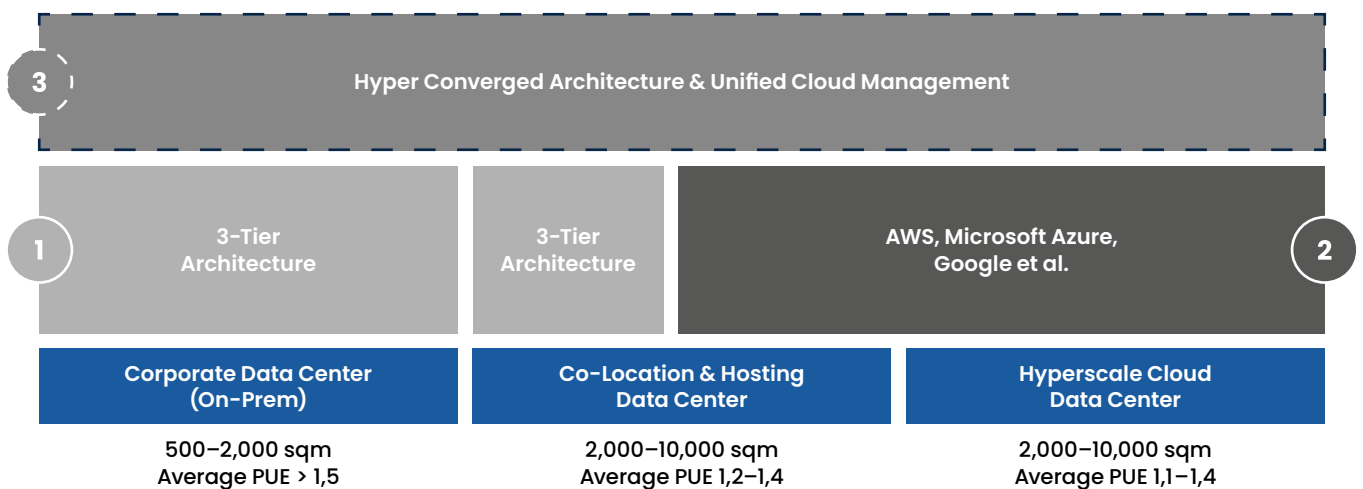 3
Hyper Converged Architecture & Unified Cloud Management
1
3-Tier
Architecture
3-Tier
Architecture
AWS, Microsoft Azure,
Google et al.
2
Corporate Data Center
(On-Prem)
Co-Location & Hosting
Data Center
Hyperscale Cloud
Data Center
500–2,000 sqm
Average PUE > 1,5
2,000–10,000 sqm
Average PUE 1,2–1,4
2,000–10,000 sqm
Average PUE 1,1–1,4